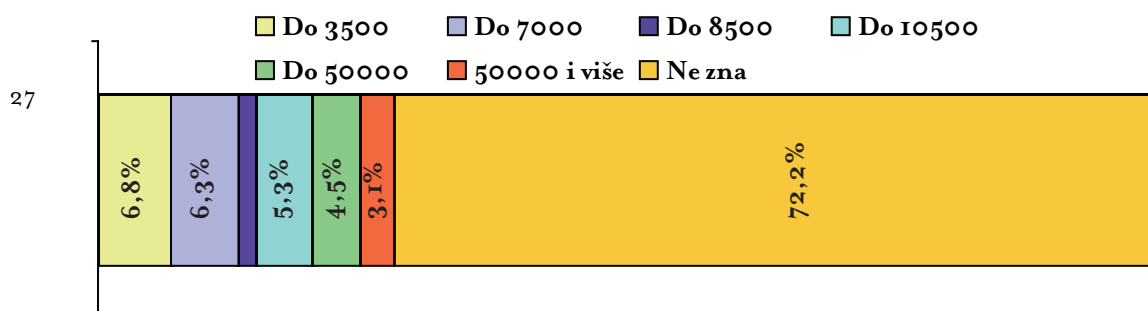 Do 3500 Do 7000 Do 8500 Do 10500
Do 50000 50000 i više Ne zna
27
6,8% 6,3% 5,3% 4,5% 3,1% 72,2%